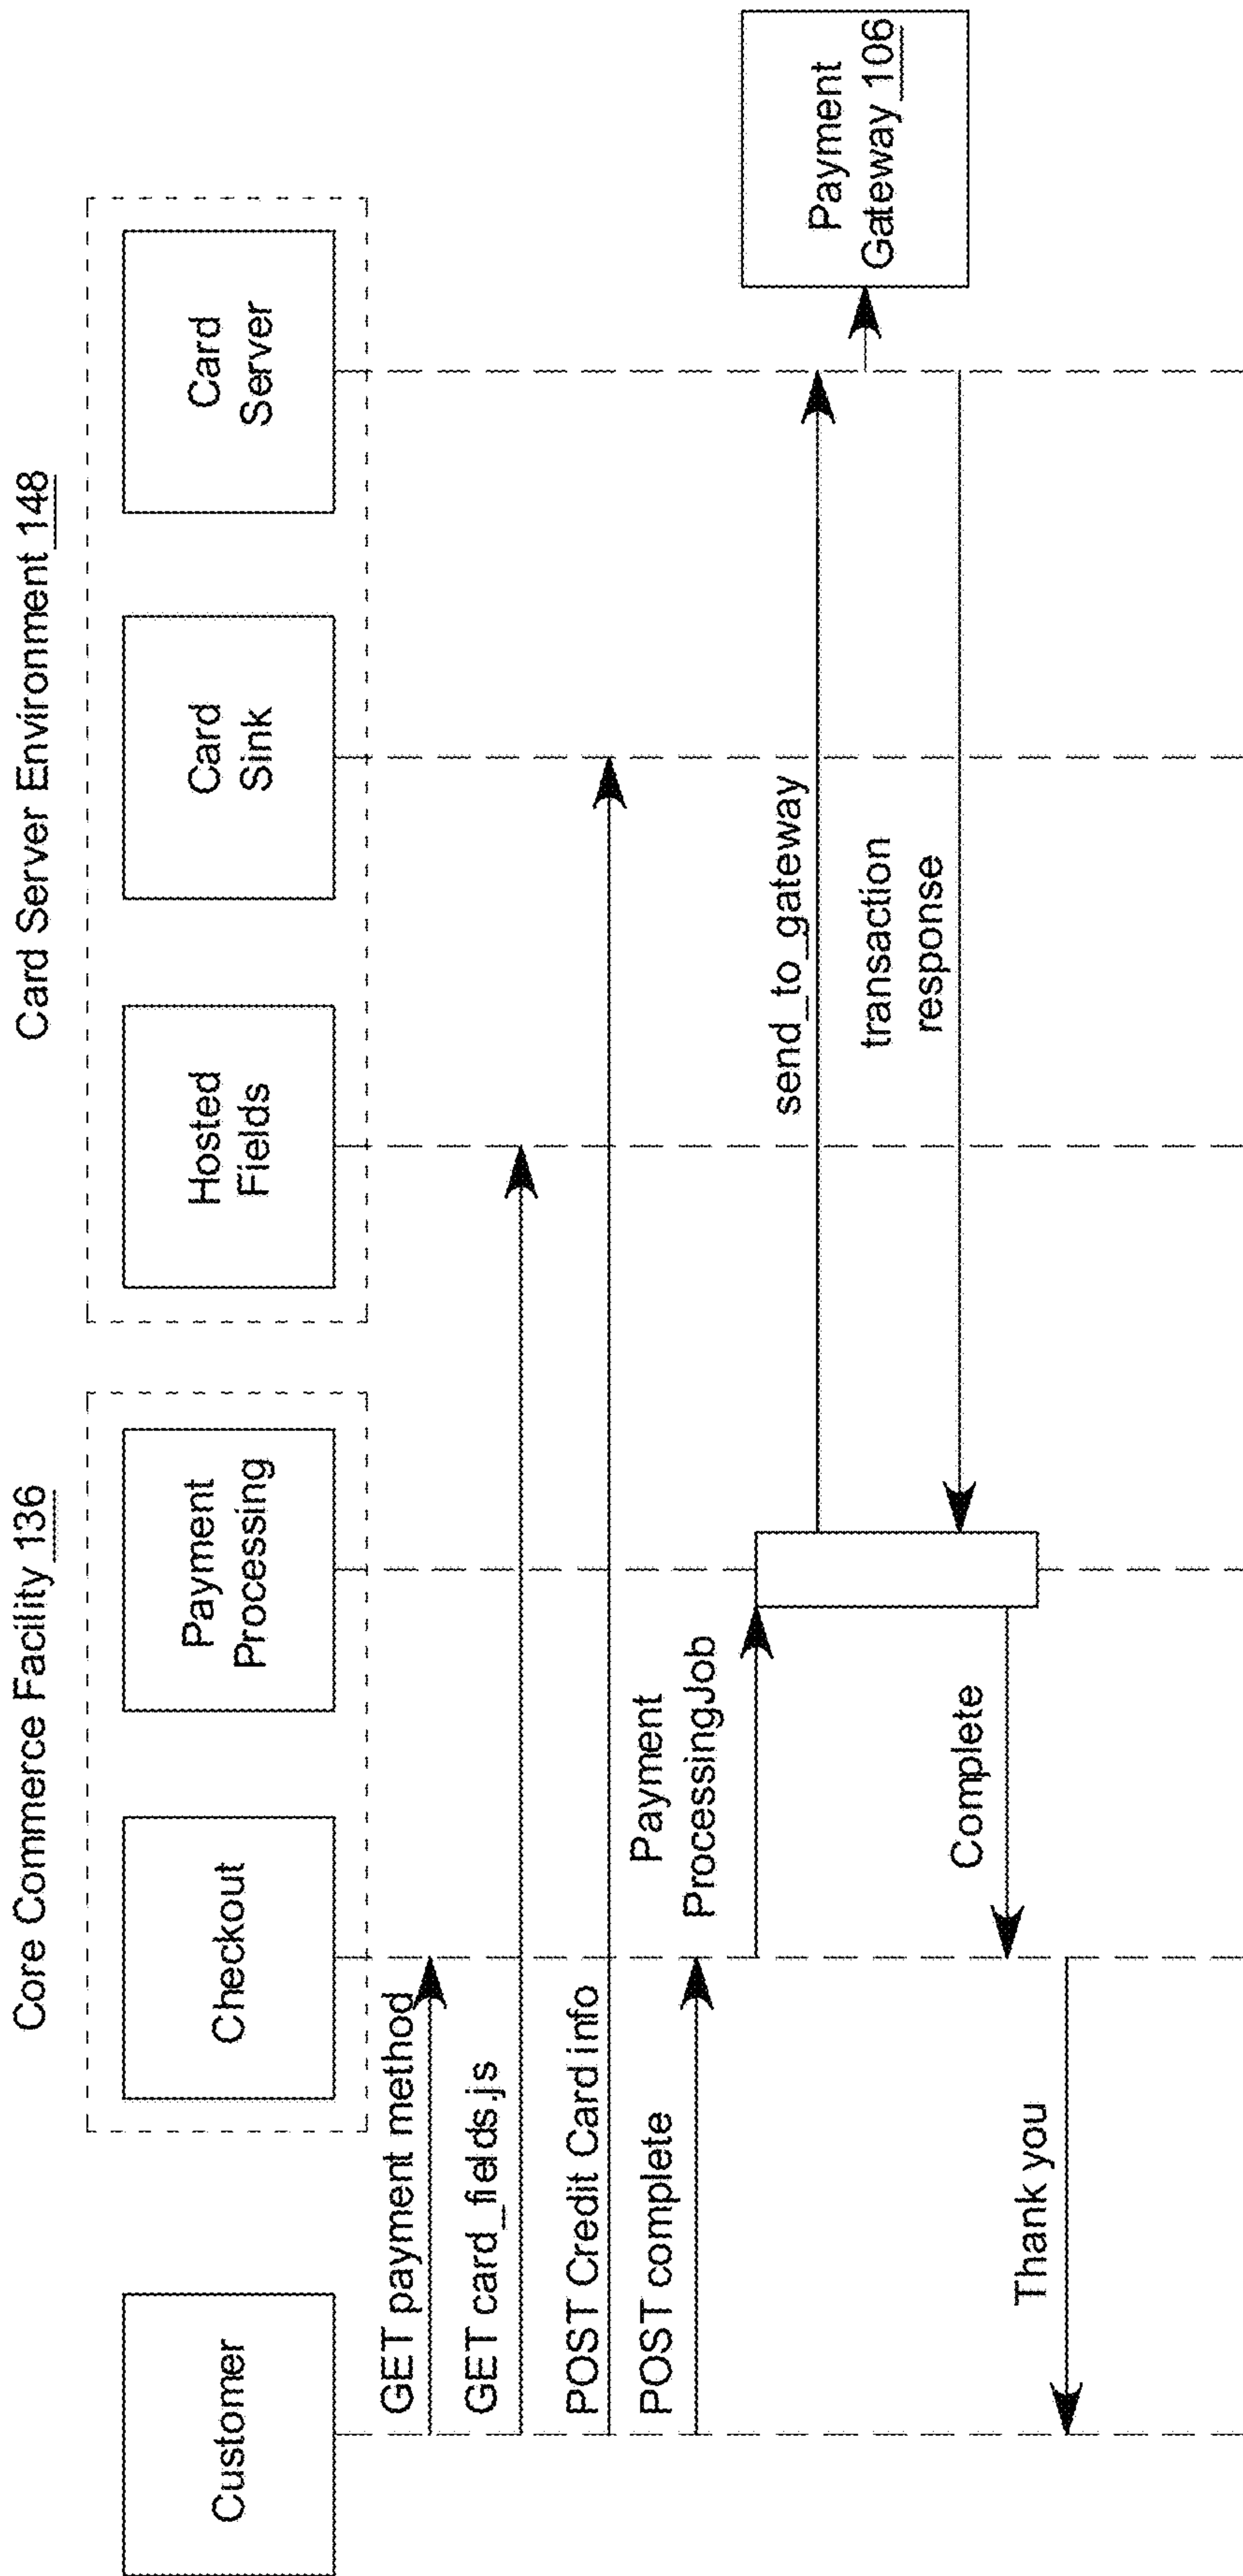 Core Commerce Facility 136
Card Server Environment 148
Customer
Checkout
Payment
Processing
Hosted
Fields
Card
Sink
Card
Server
GET payment method
GET card_fields.js
POST Credit Card info
POST complete
Payment
ProcessingJob
send_to_gateway
Payment
Gateway 106
transaction
response
Complete
Thank you